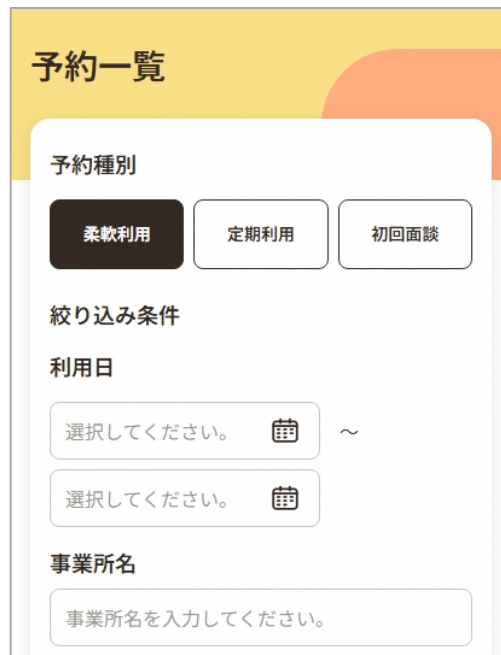 予約一覧
予約種別
柔軟利用 定期利用 初回面談
絞り込み条件
利用日
選択してください。 ～
選択してください。
事業所名
事業所名を入力してください。